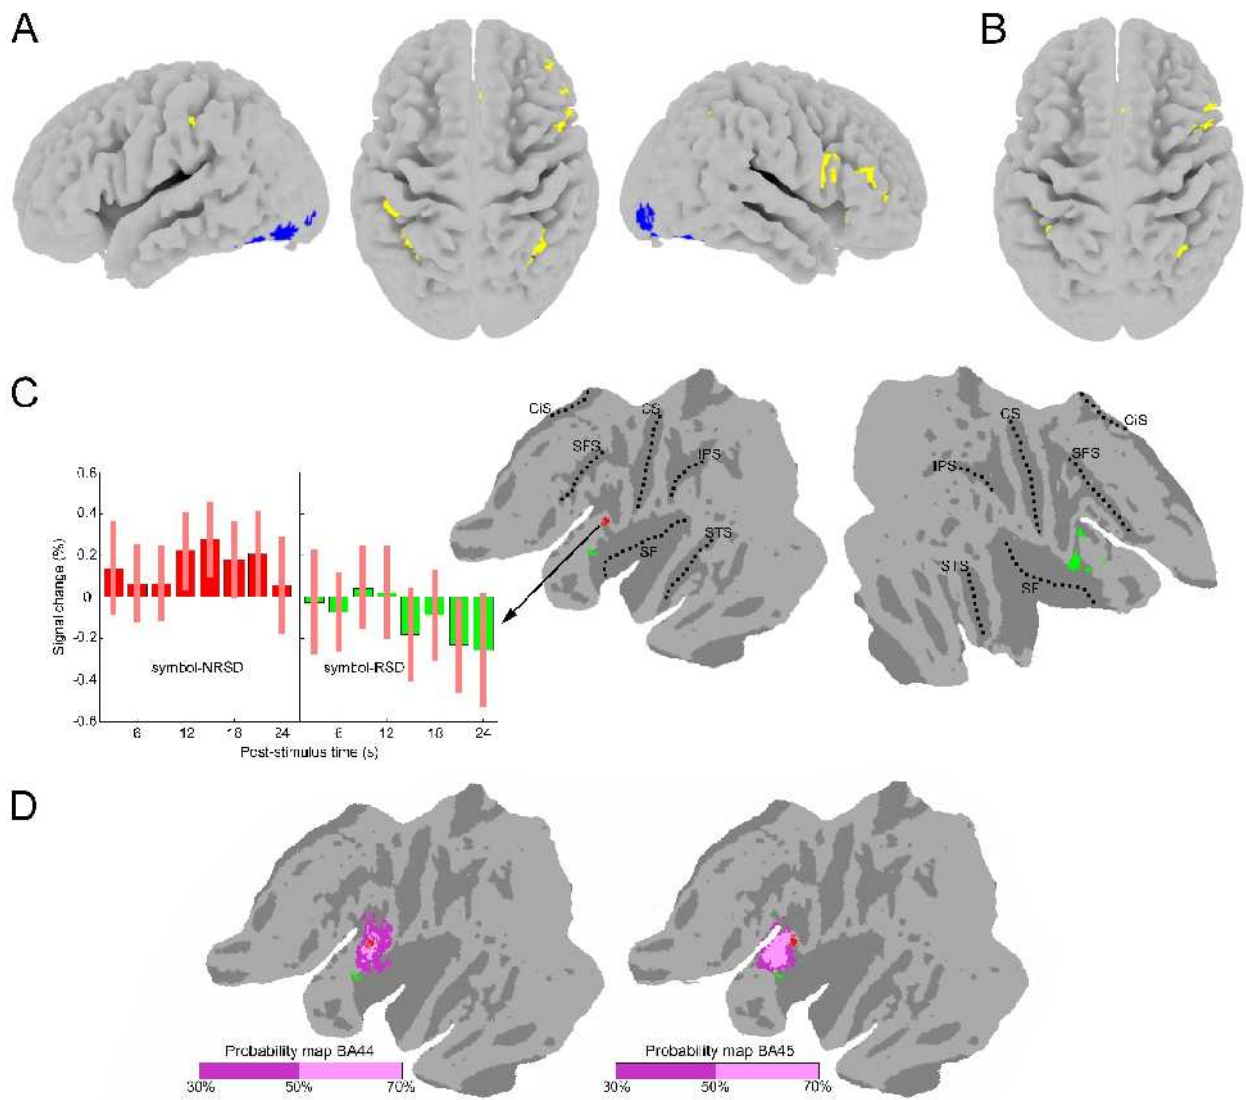 A
B
C
CiS
CS
SFS
IPS
STS
SF
CS
CiS
IPS
SFS
STS
SF
0.6
0.4
0.2
0
-0.2
-0.4
-0.6
Signal change (%)
symbol-NRSD
symbol-RSD
6
12
18
24
6
12
18
24
Post-stimulus time (s)
D
Probability map BA44
30%
50%
70%
Probability map BA45
30%
50%
70%